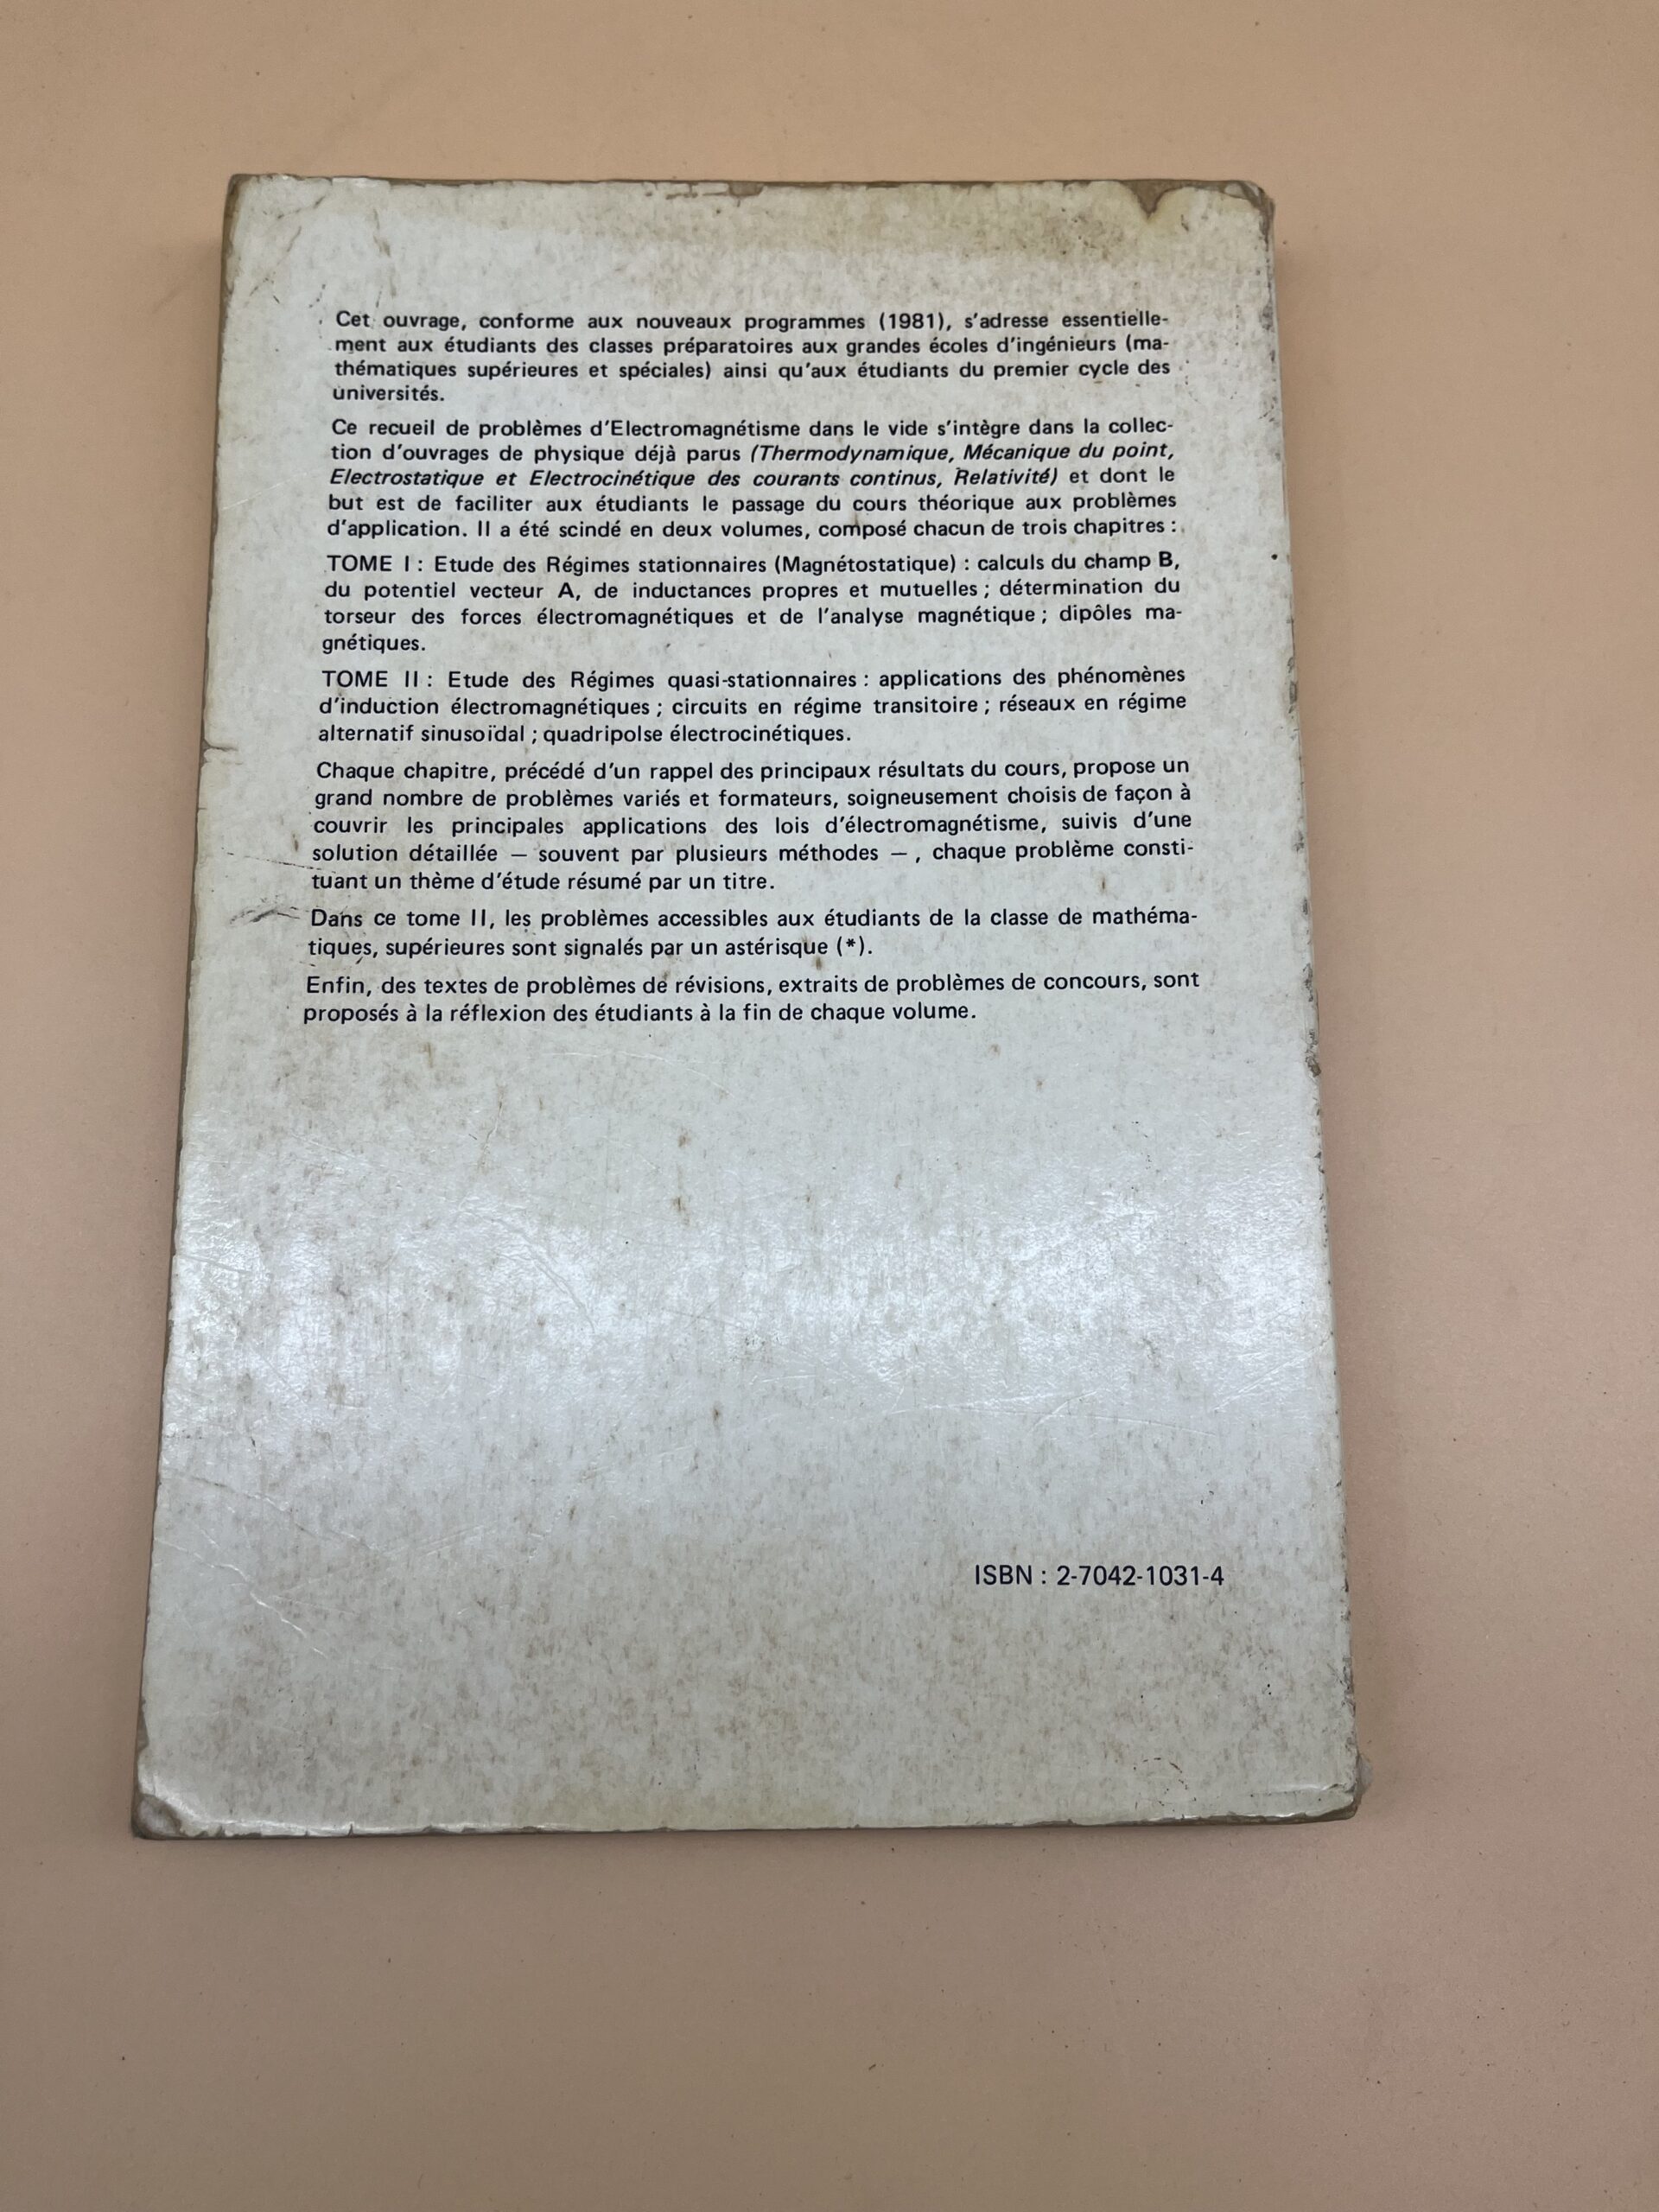 Cet ouvrage, conforme aux nouveaux programmes (1981), s'adresse essentielle-
ment aux étudiants des classes préparatoires aux grandes écoles d'ingénieurs (ma-
thématiques supérieures et spéciales) ainsi qu'aux étudiants du premier cycle des
universités.
Ce recueil de problèmes d'Electromagnétisme dans le vide s'intègre dans la collec-
tion d'ouvrages de physique déjà parus (Thermodynamique, Mécanique du point,
Electrostatique et Electrocinétique des courants continus, Relativité) et dont le
but est de faciliter aux étudiants le passage du cours théorique aux problèmes
d'application. Il a été scindé en deux volumes, composé chacun de trois chapitres :
TOME I : Etude des Régimes stationnaires (Magnétostatique) : calculs du champ B,
du potentiel vecteur A, de inductances propres et mutuelles ; détermination du
torseur des forces électromagnétiques et de l'analyse magnétique ; dipôles ma-
gnétiques.
TOME II : Etude des Régimes quasi-stationnaires : applications des phénomènes
d'induction électromagnétiques ; circuits en régime transitoire ; réseaux en régime
alternatif sinusoïdal ; quadripolse électrocinétiques.
Chaque chapitre, précédé d'un rappel des principaux résultats du cours, propose un
grand nombre de problèmes variés et formateurs, soigneusement choisis de façon à
couvrir les principales applications des lois d'électromagnétisme, suivis d'une
solution détaillée — souvent par plusieurs méthodes — , chaque problème consti-
tuant un thème d'étude résumé par un titre.
Dans ce tome II, les problèmes accessibles aux étudiants de la classe de mathéma-
tiques, supérieures sont signalés par un astérisque (*).
Enfin, des textes de problèmes de révisions, extraits de problèmes de concours, sont
proposés à la réflexion des étudiants à la fin de chaque volume.
ISBN : 2-7042-1031-4